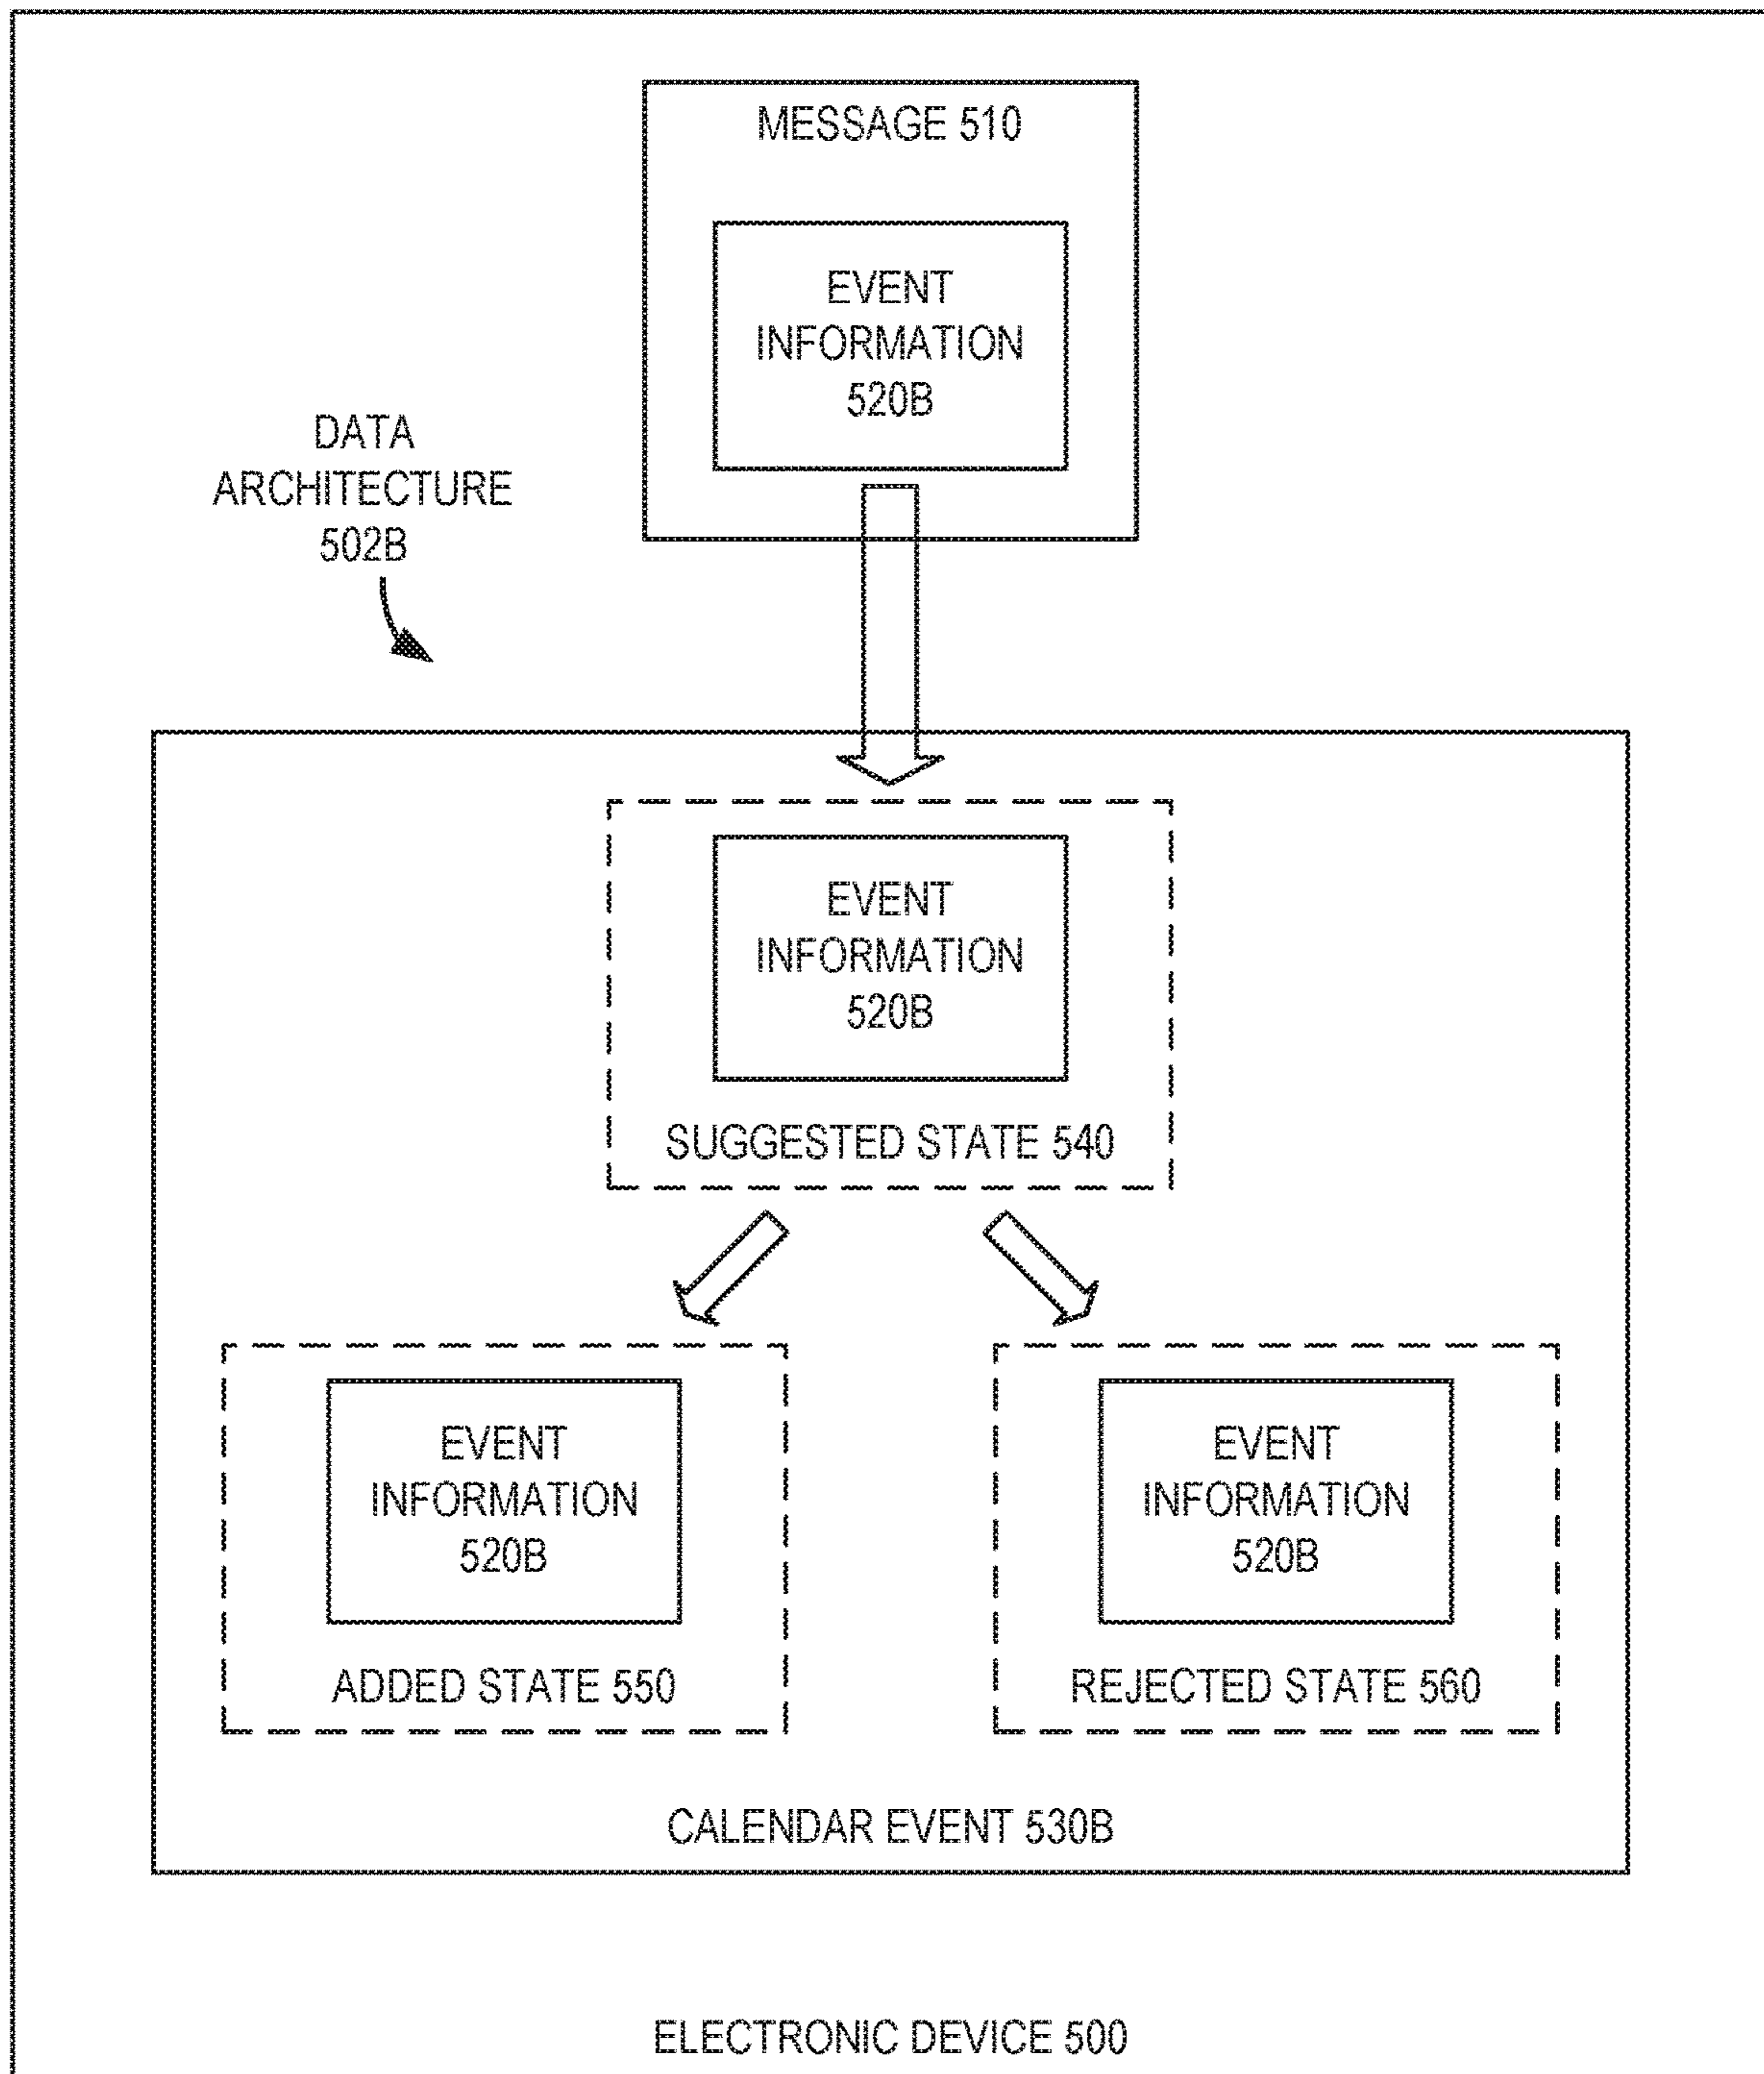 MESSAGE 510
EVENT
INFORMATION
520B
DATA
ARCHITECTURE
502B
EVENT
INFORMATION
520B
SUGGESTED STATE 540
EVENT
INFORMATION
520B
ADDED STATE 550
EVENT
INFORMATION
520B
REJECTED STATE 560
CALENDAR EVENT 530B
ELECTRONIC DEVICE 500